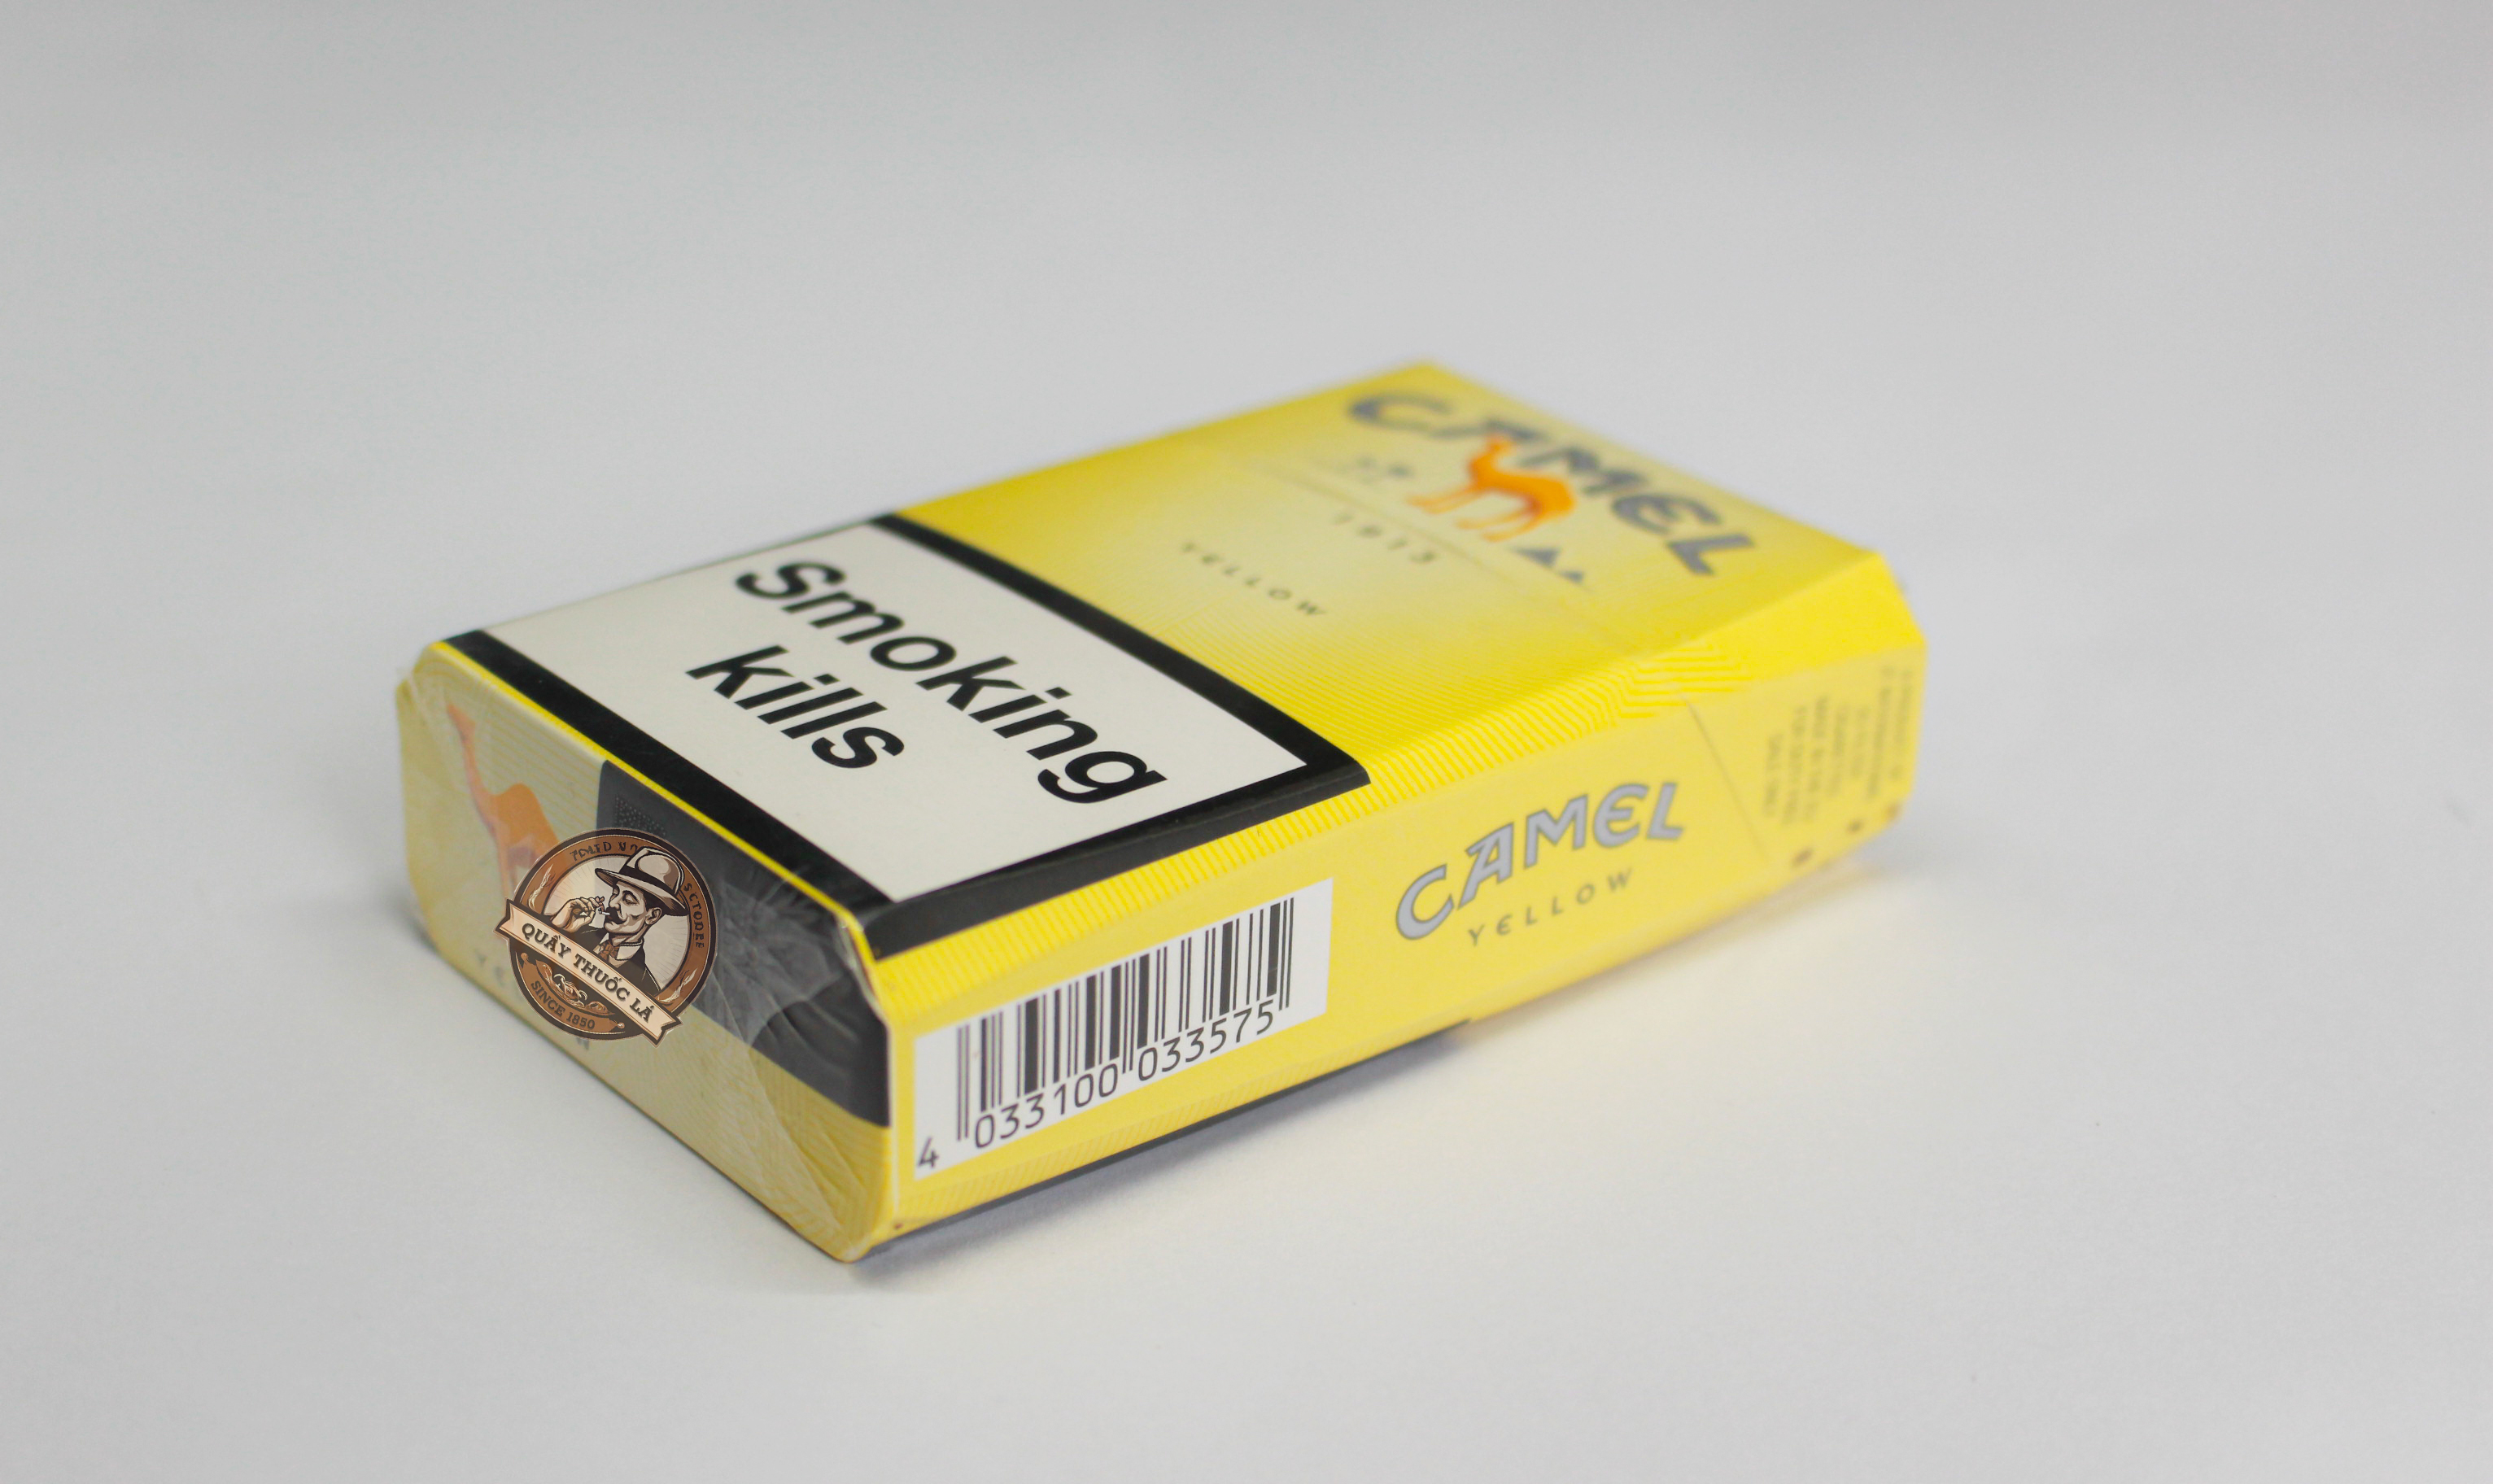 CAMEL
1913
YELLOW
Smoking
kills
CAMEL
YELLOW
4 033100 033575
QUẦY THUỐC LÁ
SINCE 1850